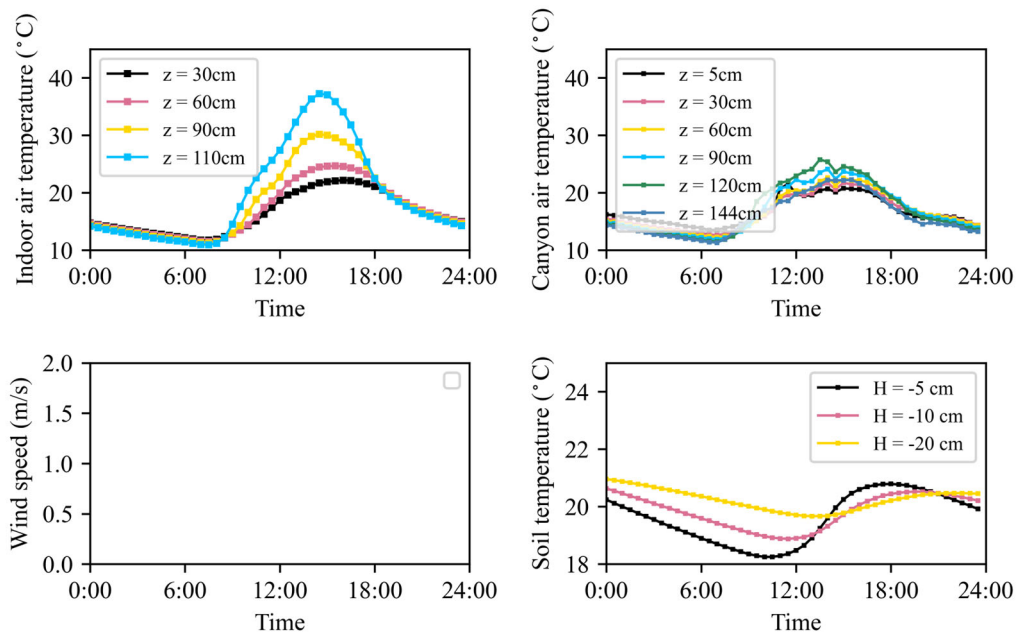 Indoor air temperature (°C)
40
30
20
10
z = 30cm
z = 60cm
z = 90cm
z = 110cm
0:00 6:00 12:00 18:00 24:00
Time
Canyon air temperature (°C)
40
30
20
10
z = 5cm
z = 30cm
z = 60cm
z = 90cm
z = 120cm
z = 144cm
0:00 6:00 12:00 18:00 24:00
Time
Wind speed (m/s)
2.0
1.5
1.0
0.5
0.0
0:00 6:00 12:00 18:00 24:00
Time
Soil temperature (°C)
24
22
20
18
H = -5 cm
H = -10 cm
H = -20 cm
0:00 6:00 12:00 18:00 24:00
Time